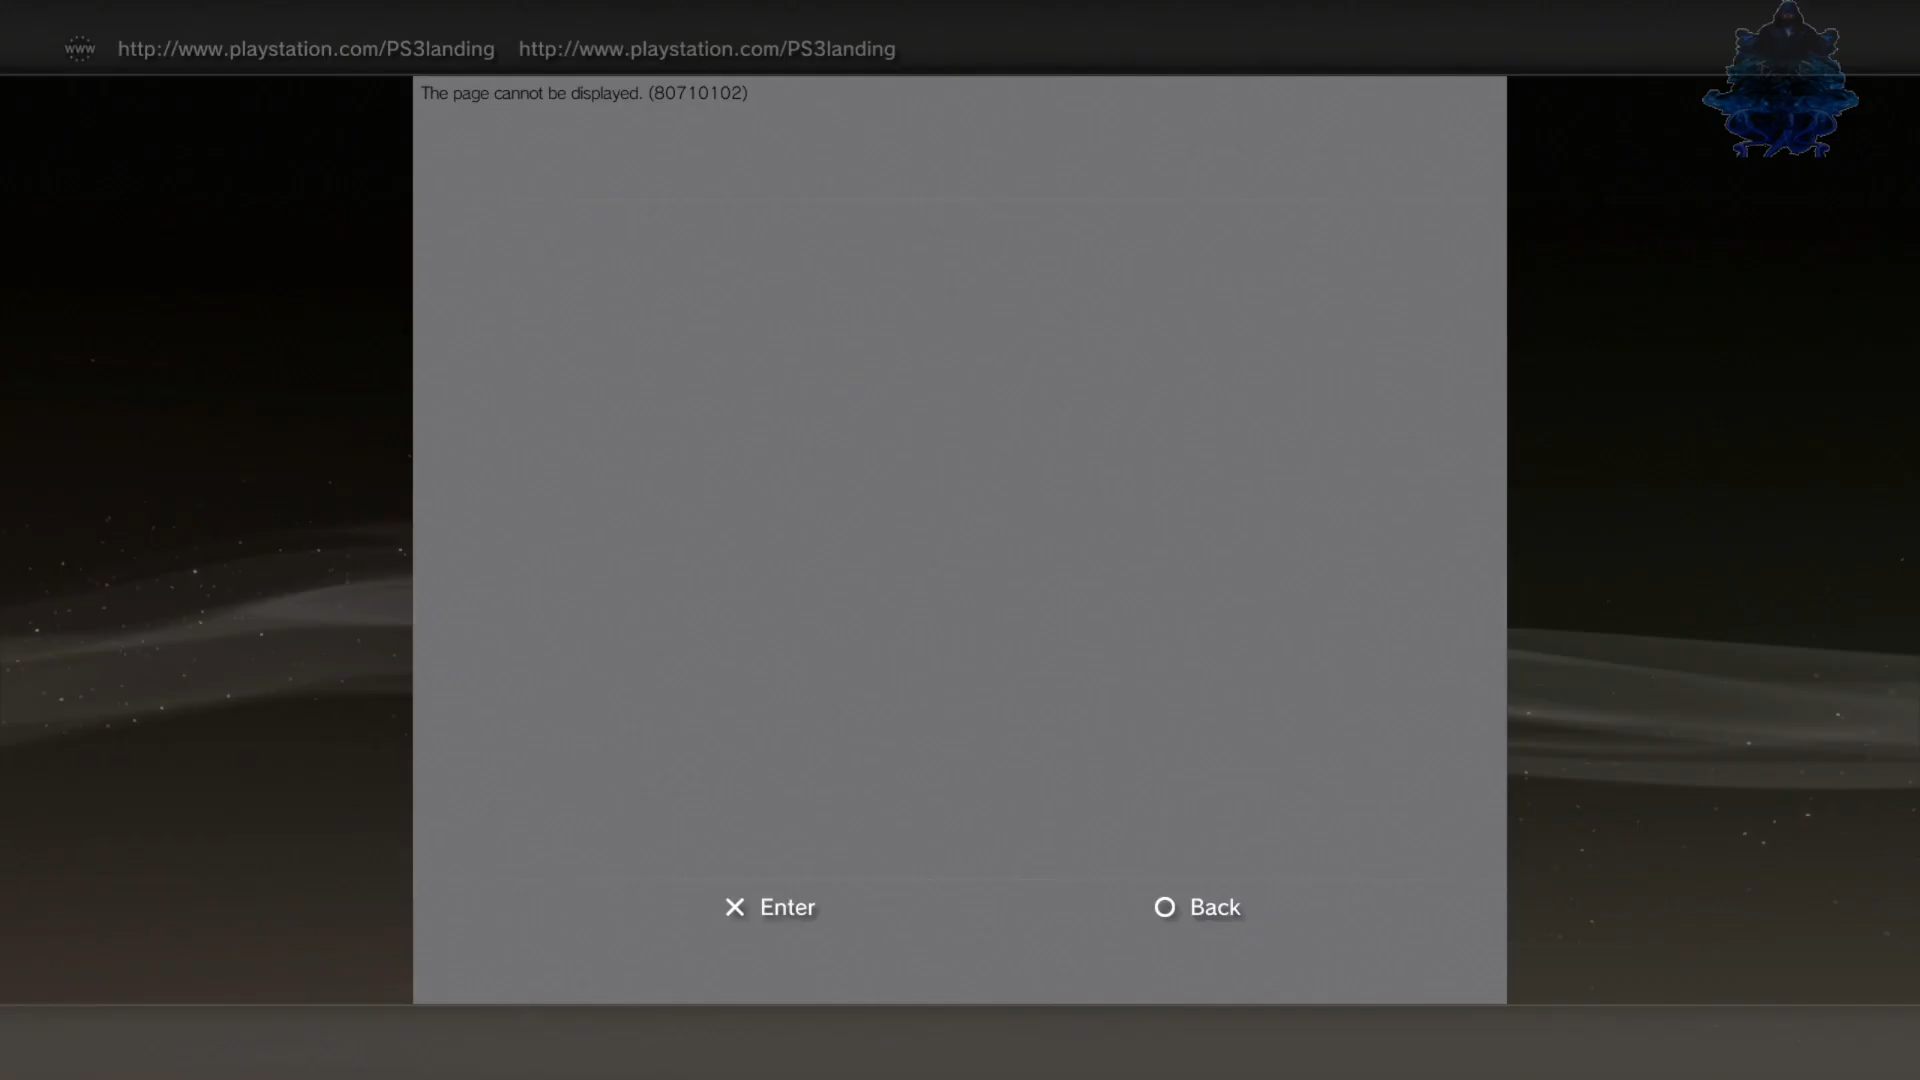 www http://www.playstation.com/PS3landing http://www.playstation.com/PS3landing
The page cannot be displayed. (80710102)
Enter Back